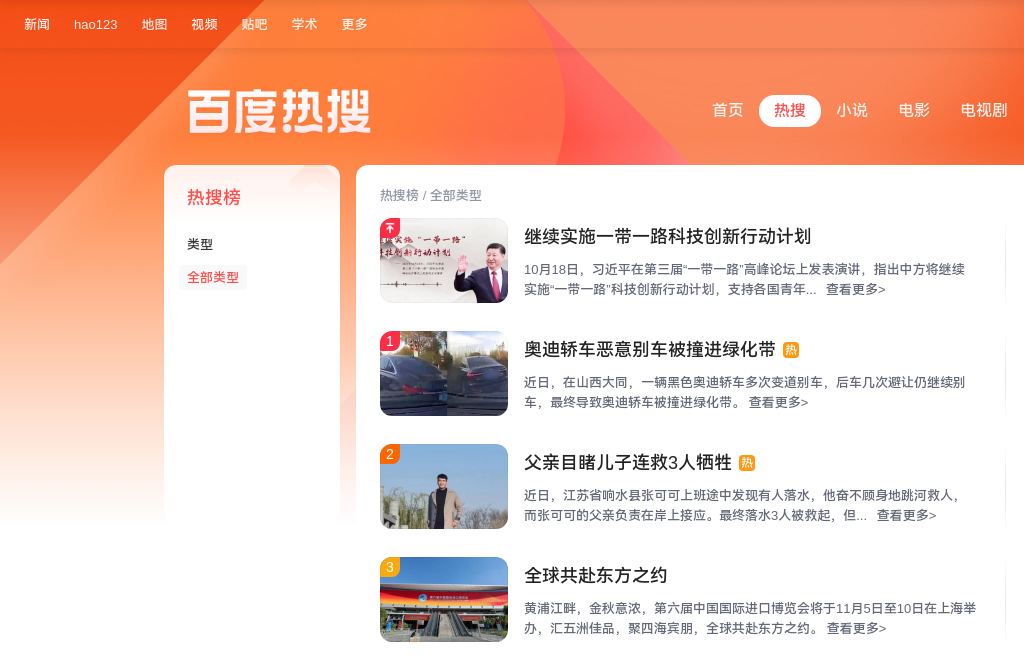 新闻 hao123 地图 视频 贴吧 学术 更多
百度热搜
首页 热搜 小说 电影 电视剧
热搜榜
类型
全部类型
热搜榜 / 全部类型
继续实施一带一路科技创新行动计划
10月18日，习近平在第三届“一带一路”高峰论坛上发表演讲，指出中方将继续
实施“一带一路”科技创新行动计划，支持各国青年... 查看更多>
1
奥迪轿车恶意别车被撞进绿化带 热
近日，在山西大同，一辆黑色奥迪轿车多次变道别车，后车几次避让仍继续别
车，最终导致奥迪轿车被撞进绿化带。 查看更多>
2
父亲目睹儿子连救3人牺牲 热
近日，江苏省响水县张可可上班途中发现有人落水，他奋不顾身地跳河救人，
而张可可的父亲负责在岸上接应。最终落水3人被救起，但... 查看更多>
3
全球共赴东方之约
黄浦江畔，金秋意浓，第六届中国国际进口博览会将于11月5日至10日在上海举
办，汇五洲佳品，聚四海宾朋，全球共赴东方之约。 查看更多>